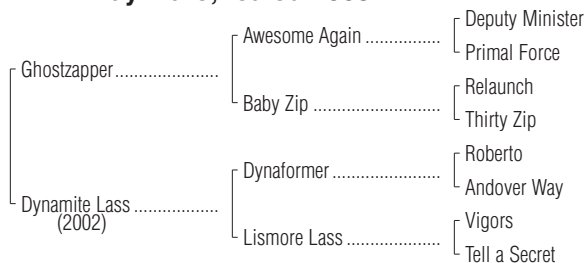 Awesome Again
Deputy Minister
Primal Force
Ghostzapper
Baby Zip
Relaunch
Thirty Zip
Dynaformer
Roberto
Andover Way
Dynamite Lass
(2002)
Lismore Lass
Vigors
Tell a Secret